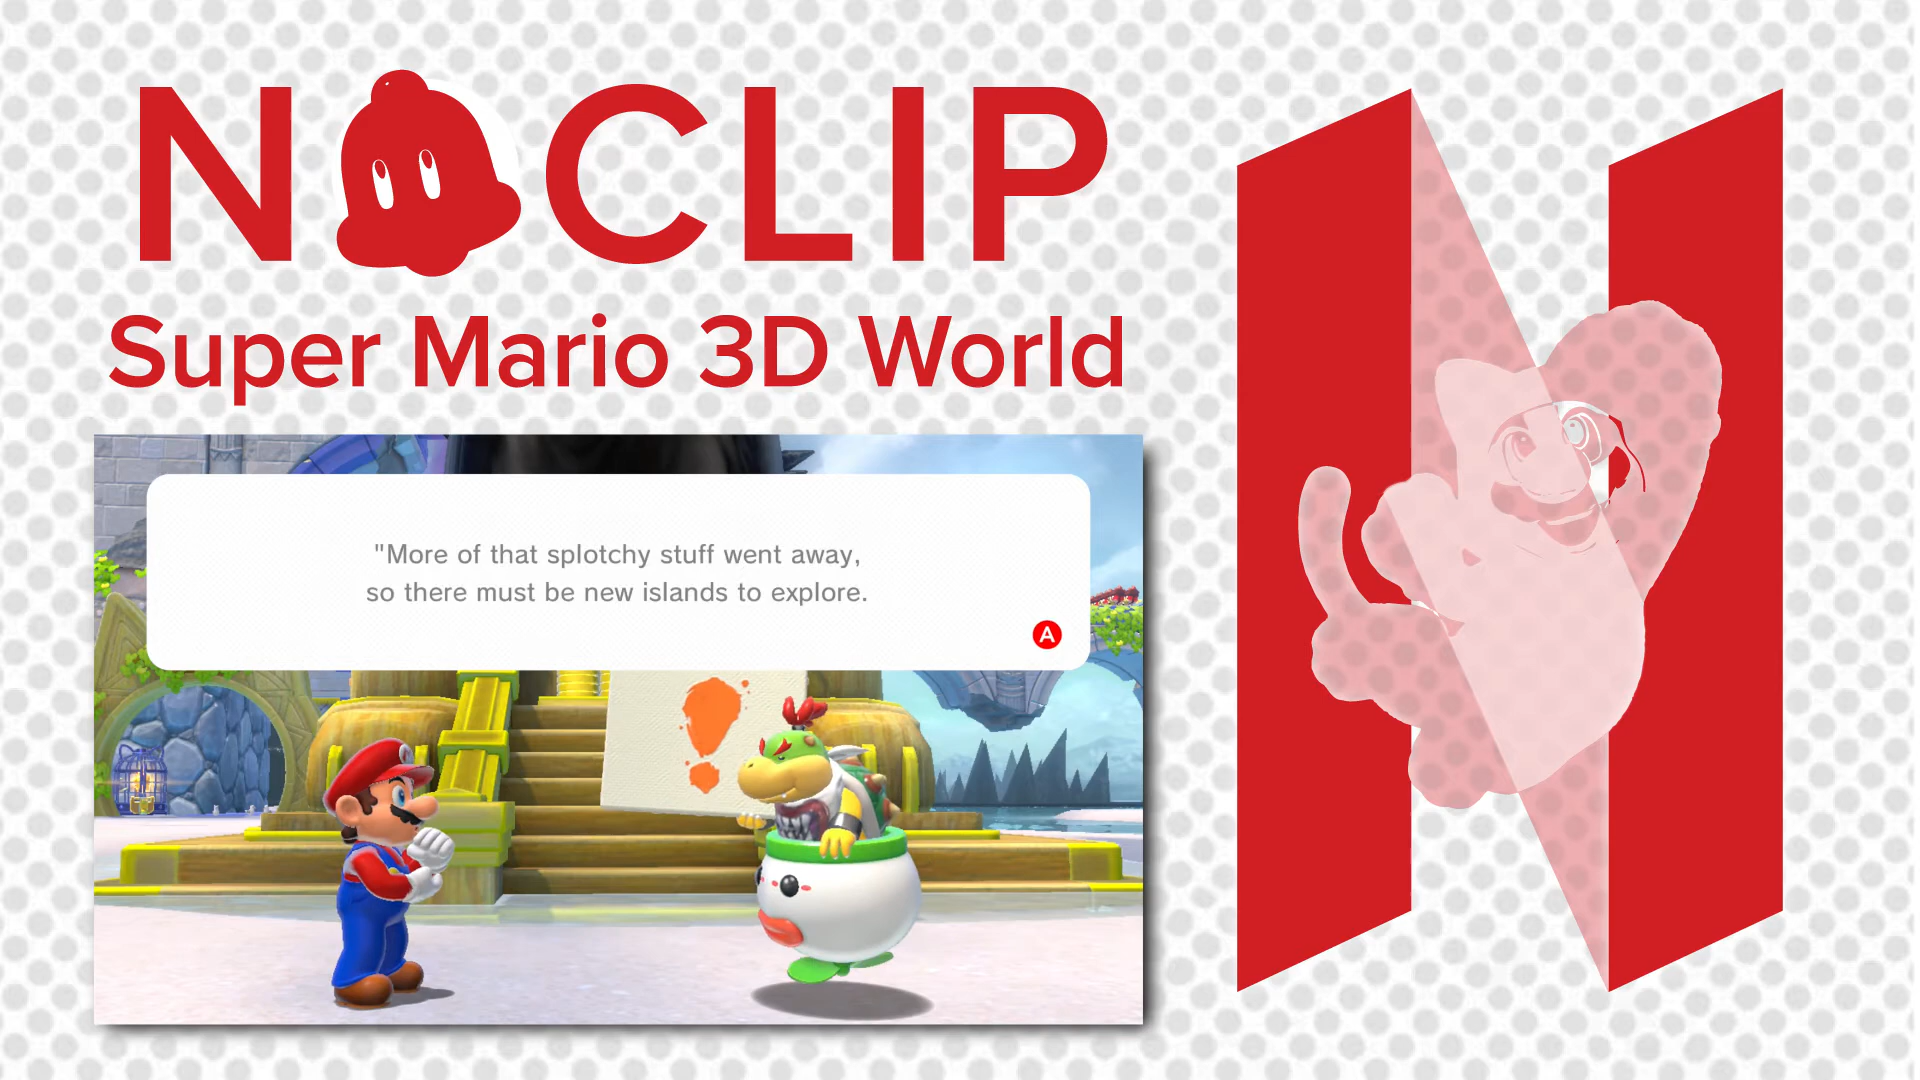 NOCLIP
Super Mario 3D World
"More of that splotchy stuff went away,
so there must be new islands to explore.
A
N